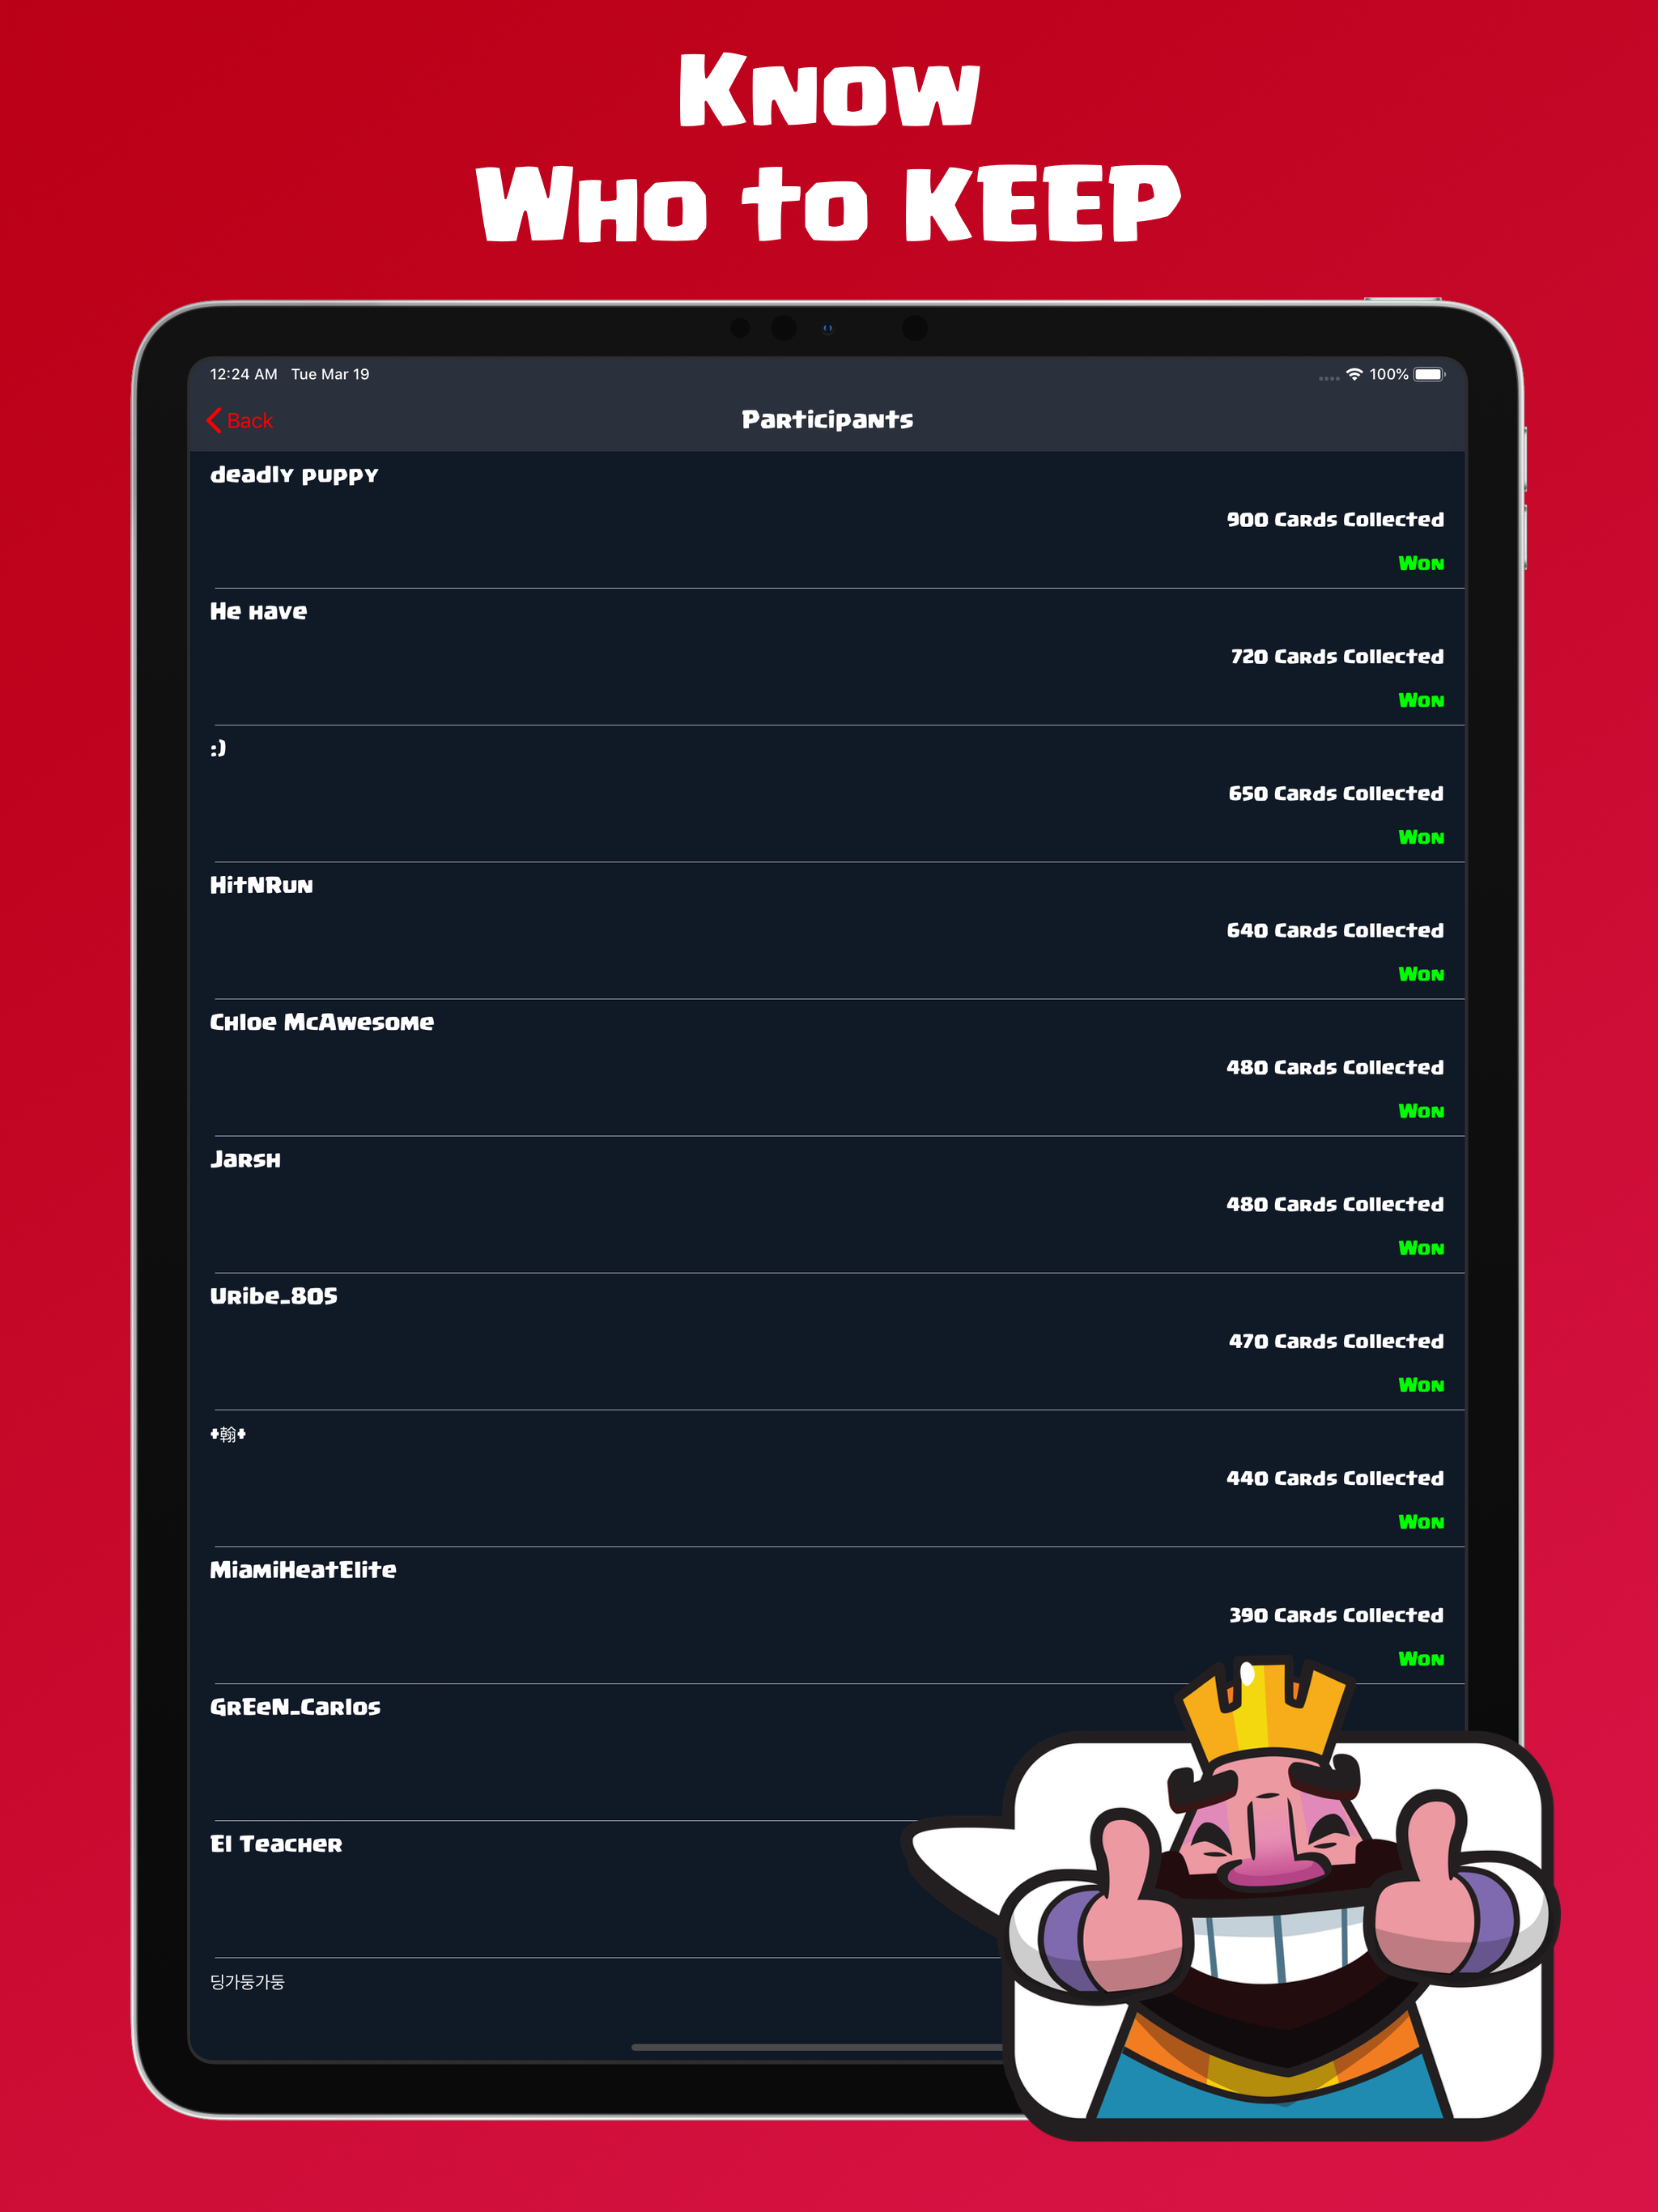 Know
Who to KEEP
12:24 AM Tue Mar 19
100%
Back
Participants
deadly puppy
900 Cards Collected
Won
He have
720 Cards Collected
Won
:)
650 Cards Collected
Won
HitNRun
640 Cards Collected
Won
Chloe McAwesome
480 Cards Collected
Won
Jarsh
480 Cards Collected
Won
Uribe_805
470 Cards Collected
Won
•翰•
440 Cards Collected
Won
MiamiHeatElite
390 Cards Collected
Won
GrEeN_Carlos
El Teacher
딩가둥가둥